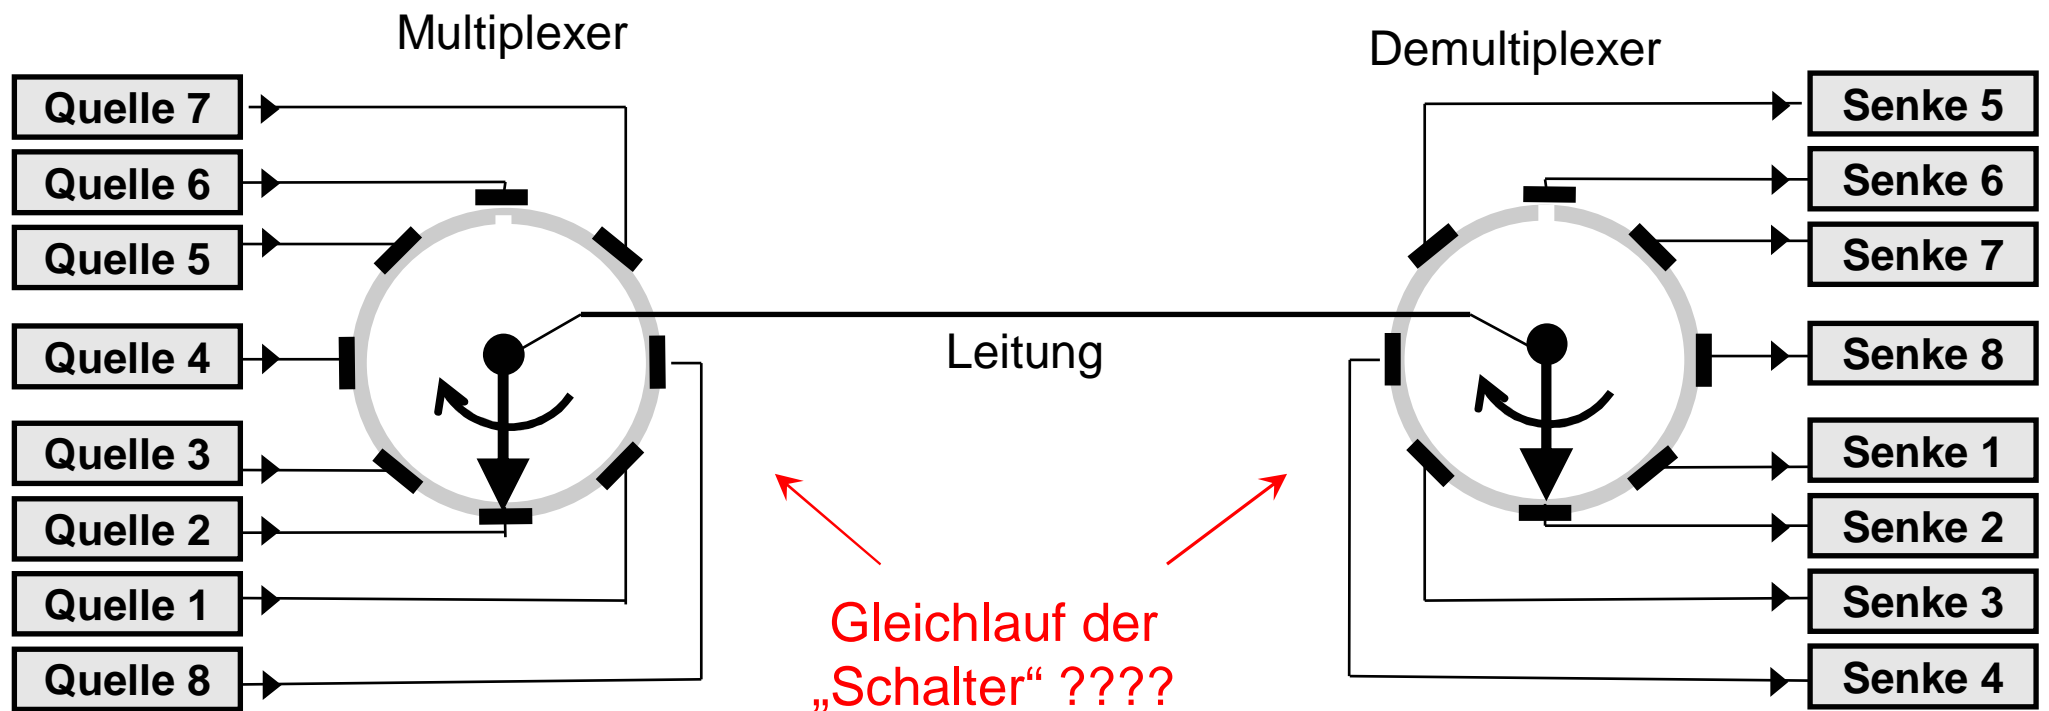 Multiplexer
Demultiplexer
Quelle 7
Quelle 6
Quelle 5
Quelle 4
Quelle 3
Quelle 2
Quelle 1
Quelle 8
Leitung
Gleichlauf der
„Schalter“ ????
Senke 5
Senke 6
Senke 7
Senke 8
Senke 1
Senke 2
Senke 3
Senke 4